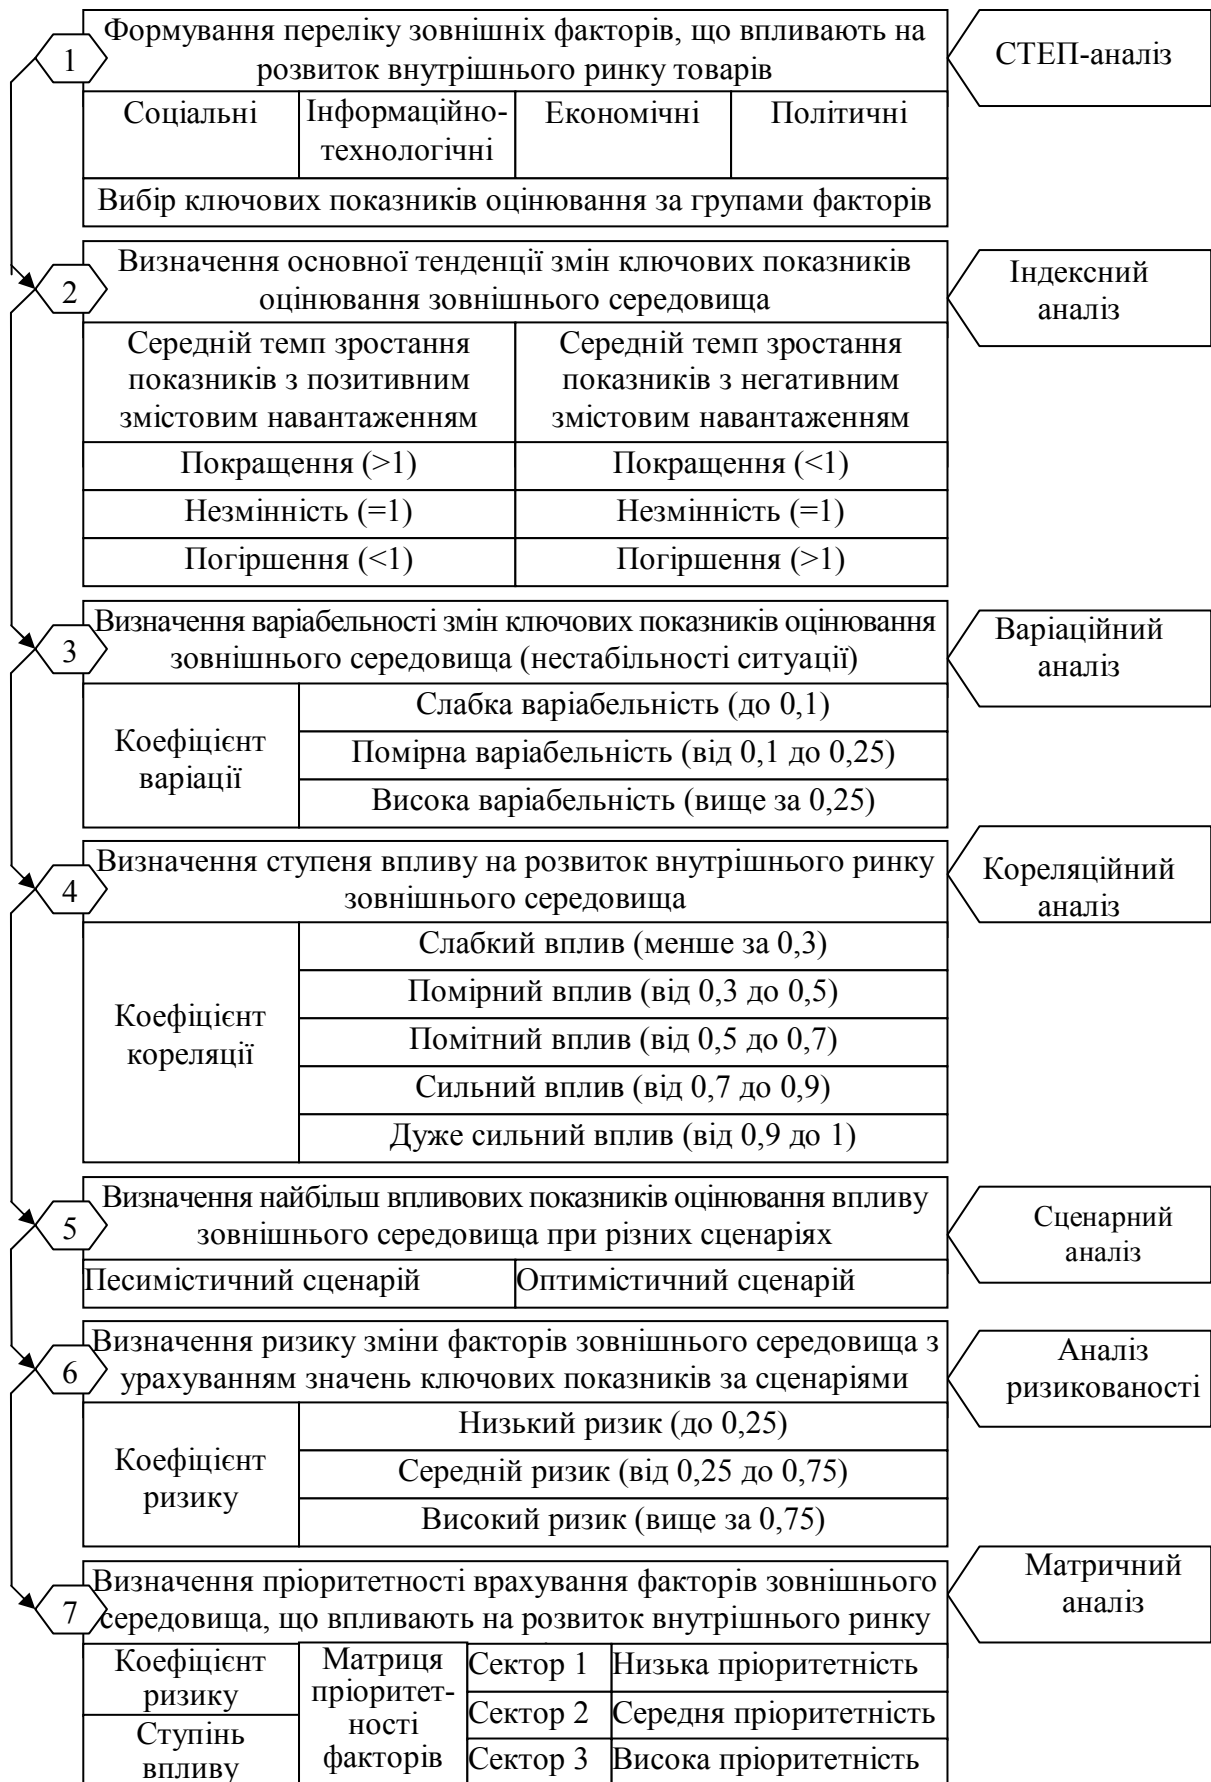 1
Формування переліку зовнішніх факторів, що впливають на
розвиток внутрішнього ринку товарів
СТЕП-аналіз
Соціальні
Інформаційно-
технологічні
Економічні
Політичні
Вибір ключових показників оцінювання за групами факторів
2
Визначення основної тенденції змін ключових показників
оцінювання зовнішнього середовища
Індексний
аналіз
Середній темп зростання
показників з позитивним
змістовим навантаженням
Середній темп зростання
показників з негативним
змістовим навантаженням
Покращення (>1)
Покращення (<1)
Незмінність (=1)
Незмінність (=1)
Погіршення (<1)
Погіршення (>1)
3
Визначення варіабельності змін ключових показників оцінювання
зовнішнього середовища (нестабільності ситуації)
Варіаційний
аналіз
Коефіцієнт
варіації
Слабка варіабельність (до 0,1)
Помірна варіабельність (від 0,1 до 0,25)
Висока варіабельність (вище за 0,25)
4
Визначення ступеня впливу на розвиток внутрішнього ринку
зовнішнього середовища
Кореляційний
аналіз
Коефіцієнт
кореляції
Слабкий вплив (менше за 0,3)
Помірний вплив (від 0,3 до 0,5)
Помітний вплив (від 0,5 до 0,7)
Сильний вплив (від 0,7 до 0,9)
Дуже сильний вплив (від 0,9 до 1)
5
Визначення найбільш впливових показників оцінювання впливу
зовнішнього середовища при різних сценаріях
Сценарний
аналіз
Песимістичний сценарій
Оптимістичний сценарій
6
Визначення ризику зміни факторів зовнішнього середовища з
урахуванням значень ключових показників за сценаріями
Аналіз
ризикованості
Коефіцієнт
ризику
Низький ризик (до 0,25)
Середній ризик (від 0,25 до 0,75)
Високий ризик (вище за 0,75)
7
Визначення пріоритетності врахування факторів зовнішнього
середовища, що впливають на розвиток внутрішнього ринку
Матричний
аналіз
Коефіцієнт
ризику
Ступінь
впливу
Матриця
пріоритет-
ності
факторів
Сектор 1
Низька пріоритетність
Сектор 2
Середня пріоритетність
Сектор 3
Висока пріоритетність